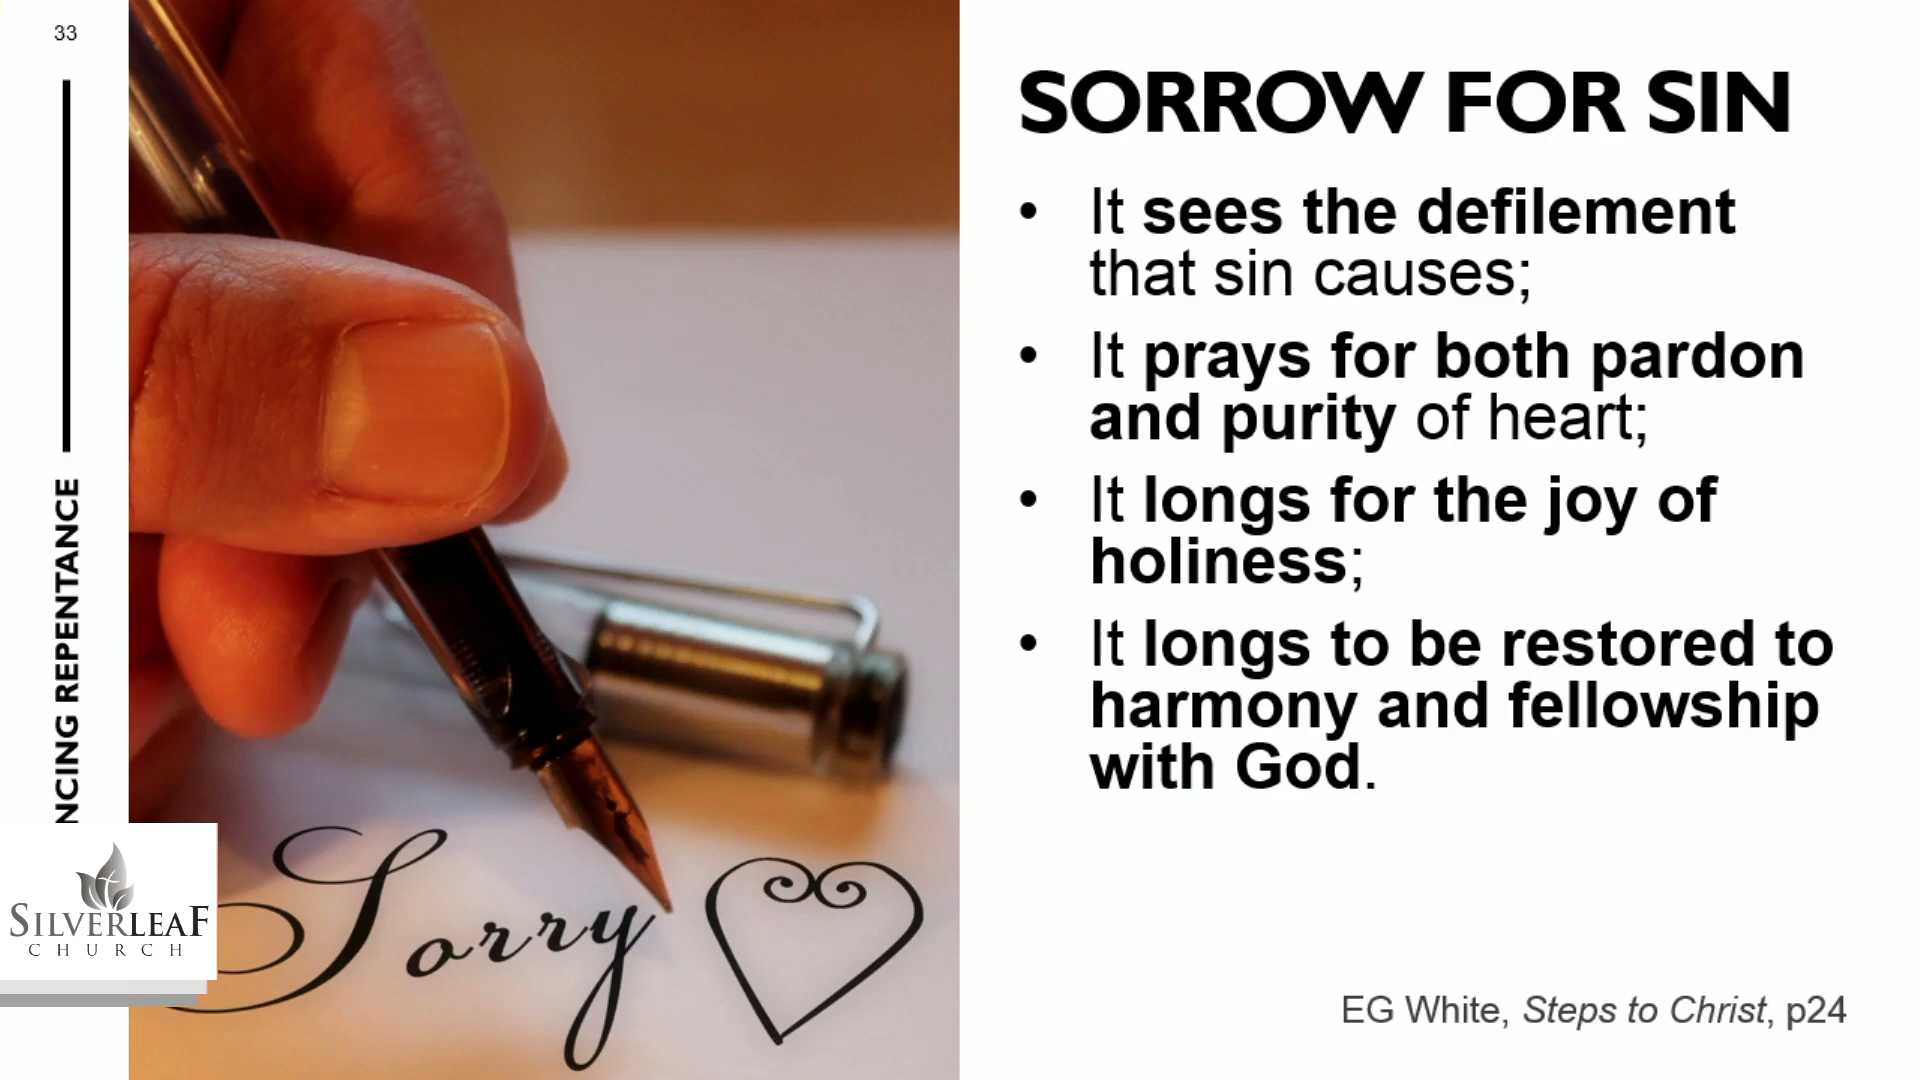 33
NCING REPENTANCE
SORROW FOR SIN
• It sees the defilement
that sin causes;
• It prays for both pardon
and purity of heart;
• It longs for the joy of
holiness;
• It longs to be restored to
harmony and fellowship
with God.
EG White, Steps to Christ, p24
Sorry
SILVERLEAF
CHURCH